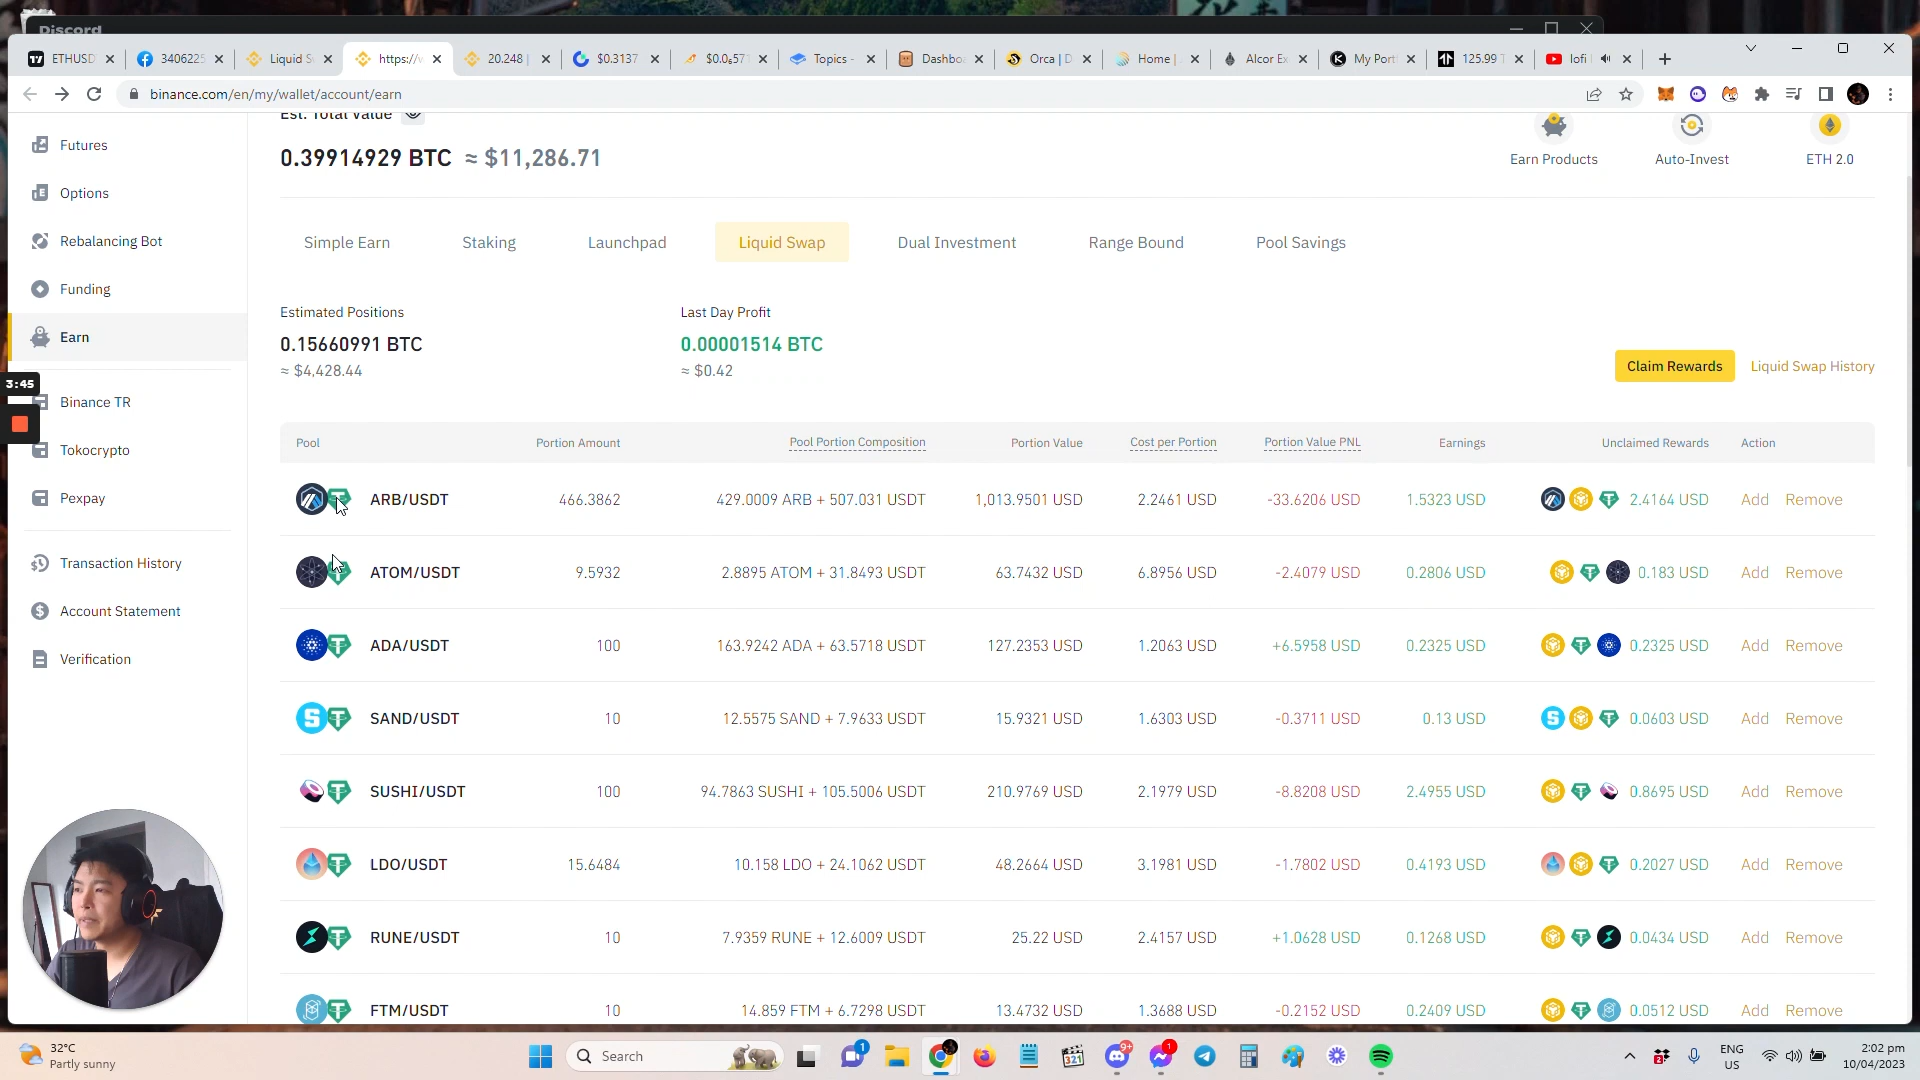 Discord
ETHUSD
3406225
Liquid S
https://
20.248 |
$0.3137
$0.0₆57
Topics -
Dashbo
Orca | D
Home |
Alcor Ex
My Port
125.99 T
lofi
binance.com/en/my/wallet/account/earn
Est. Total Value
0.39914929 BTC ≈ $11,286.71
Earn Products
Auto-Invest
ETH 2.0
Futures
Options
Rebalancing Bot
Funding
Earn
3:45
Binance TR
Tokocrypto
Pexpay
Transaction History
Account Statement
Verification
Simple Earn
Staking
Launchpad
Liquid Swap
Dual Investment
Range Bound
Pool Savings
Estimated Positions
0.15660991 BTC
≈ $4,428.44
Last Day Profit
0.00001514 BTC
≈ $0.42
Claim Rewards
Liquid Swap History
Pool Portion Amount Pool Portion Composition Portion Value Cost per Portion Portion Value PNL Earnings Unclaimed Rewards Action
ARB/USDT 466.3862 429.0009 ARB + 507.031 USDT 1,013.9501 USD 2.2461 USD -33.6206 USD 1.5323 USD 2.4164 USD Add Remove
ATOM/USDT 9.5932 2.8895 ATOM + 31.8493 USDT 63.7432 USD 6.8956 USD -2.4079 USD 0.2806 USD 0.183 USD Add Remove
ADA/USDT 100 163.9242 ADA + 63.5718 USDT 127.2353 USD 1.2063 USD +6.5958 USD 0.2325 USD 0.2325 USD Add Remove
SAND/USDT 10 12.5575 SAND + 7.9633 USDT 15.9321 USD 1.6303 USD -0.3711 USD 0.13 USD 0.0603 USD Add Remove
SUSHI/USDT 100 94.7863 SUSHI + 105.5006 USDT 210.9769 USD 2.1979 USD -8.8208 USD 2.4955 USD 0.8695 USD Add Remove
LDO/USDT 15.6484 10.158 LDO + 24.1062 USDT 48.2664 USD 3.1981 USD -1.7802 USD 0.4193 USD 0.2027 USD Add Remove
RUNE/USDT 10 7.9359 RUNE + 12.6009 USDT 25.22 USD 2.4157 USD +1.0628 USD 0.1268 USD 0.0434 USD Add Remove
FTM/USDT 10 14.859 FTM + 6.7298 USDT 13.4732 USD 1.3688 USD -0.2152 USD 0.2409 USD 0.0512 USD Add Remove
32°C
Partly sunny
Search
1
321
9+
1
2
ENG
US
2:02 pm
10/04/2023